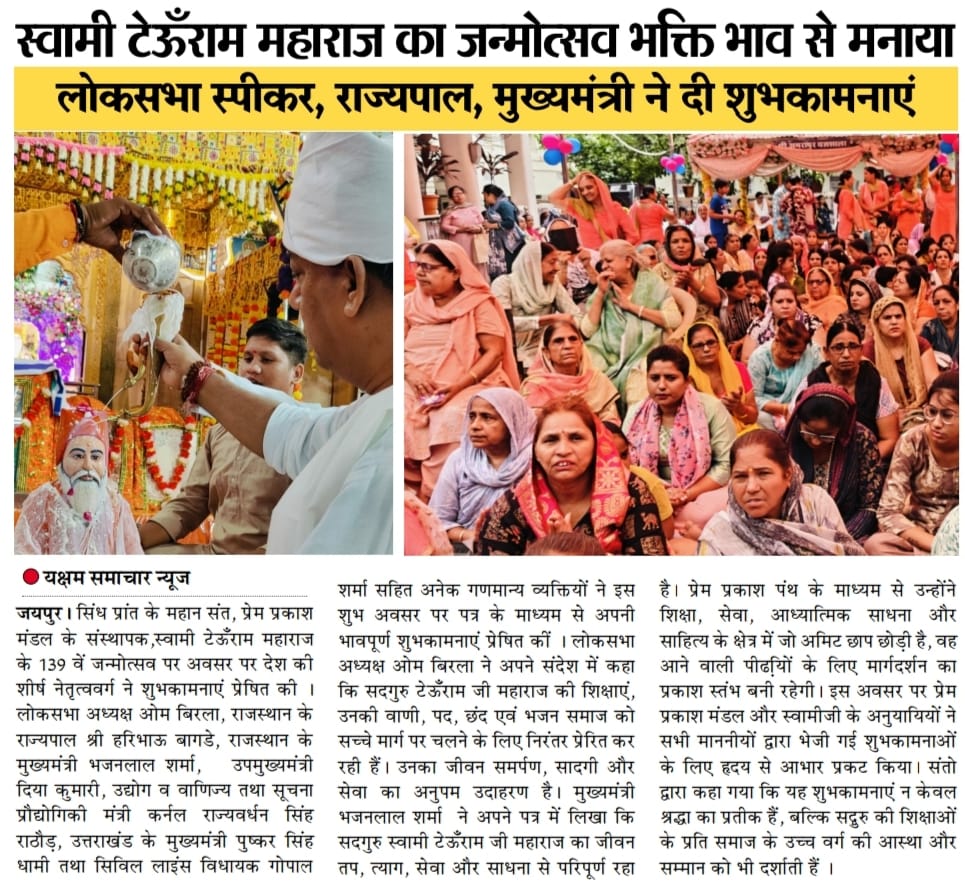 स्वामी टेऊँराम महाराज का जन्मोत्सव भक्ति भाव से मनाया
लोकसभा स्पीकर, राज्यपाल, मुख्यमंत्री ने दी शुभकामनाएं
श्री अमरापुर दरबार
यक्षम समाचार न्यूज
जयपुर। सिंध प्रांत के महान संत, प्रेम प्रकाश
मंडल के संस्थापक,स्वामी टेऊँराम महाराज
के 139 वें जन्मोत्सव पर अवसर पर देश की
शीर्ष नेतृत्ववर्ग ने शुभकामनाएं प्रेषित की ।
लोकसभा अध्यक्ष ओम बिरला, राजस्थान के
राज्यपाल श्री हरिभाऊ बागडे, राजस्थान के
मुख्यमंत्री भजनलाल शर्मा, उपमुख्यमंत्री
दिया कुमारी, उद्योग व वाणिज्य तथा सूचना
प्रौद्योगिकी मंत्री कर्नल राज्यवर्धन सिंह
राठौड़, उत्तराखंड के मुख्यमंत्री पुष्कर सिंह
धामी तथा सिविल लाइंस विधायक गोपाल
शर्मा सहित अनेक गणमान्य व्यक्तियों ने इस
शुभ अवसर पर पत्र के माध्यम से अपनी
भावपूर्ण शुभकामनाएं प्रेषित कीं । लोकसभा
अध्यक्ष ओम बिरला ने अपने संदेश में कहा
कि सदगुरु टेऊँराम जी महाराज की शिक्षाएं,
उनकी वाणी, पद, छंद एवं भजन समाज को
सच्चे मार्ग पर चलने के लिए निरंतर प्रेरित कर
रही हैं। उनका जीवन समर्पण, सादगी और
सेवा का अनुपम उदाहरण है। मुख्यमंत्री
भजनलाल शर्मा ने अपने पत्र में लिखा कि
सदगुरु स्वामी टेऊँराम जी महाराज का जीवन
तप, त्याग, सेवा और साधना से परिपूर्ण रहा
है। प्रेम प्रकाश पंथ के माध्यम से उन्होंने
शिक्षा, सेवा, आध्यात्मिक साधना और
साहित्य के क्षेत्र में जो अमिट छाप छोड़ी है, वह
आने वाली पीढ़ियों के लिए मार्गदर्शन का
प्रकाश स्तंभ बनी रहेगी। इस अवसर पर प्रेम
प्रकाश मंडल और स्वामीजी के अनुयायियों ने
सभी माननीयों द्वारा भेजी गई शुभकामनाओं
के लिए हृदय से आभार प्रकट किया। संतो
द्वारा कहा गया कि यह शुभकामनाएं न केवल
श्रद्धा का प्रतीक हैं, बल्कि सद्गुरु की शिक्षाओं
के प्रति समाज के उच्च वर्ग की आस्था और
सम्मान को भी दर्शाती हैं ।